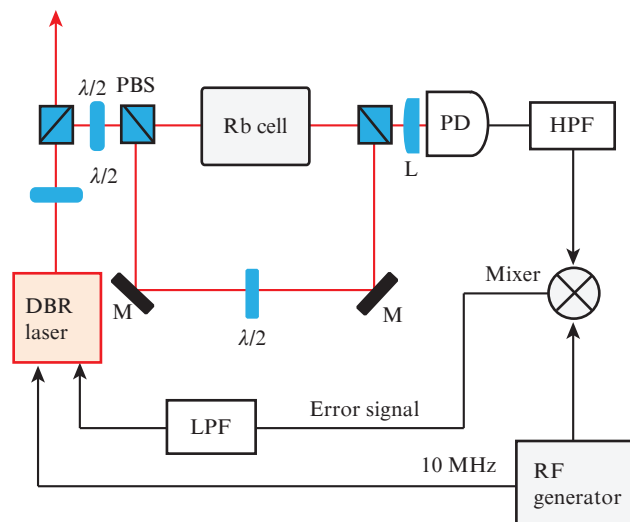 λ/2
PBS
Rb cell
PD
HPF
λ/2
L
Mixer
DBR
laser
M
λ/2
M
LPF
Error signal
10 MHz
RF
generator